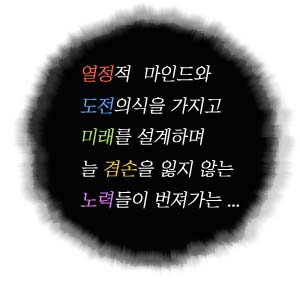 열정적 마인드와
도전의식을 가지고
미래를 설계하며
늘 겸손을 잃지 않는
노력들이 번져가는 ...